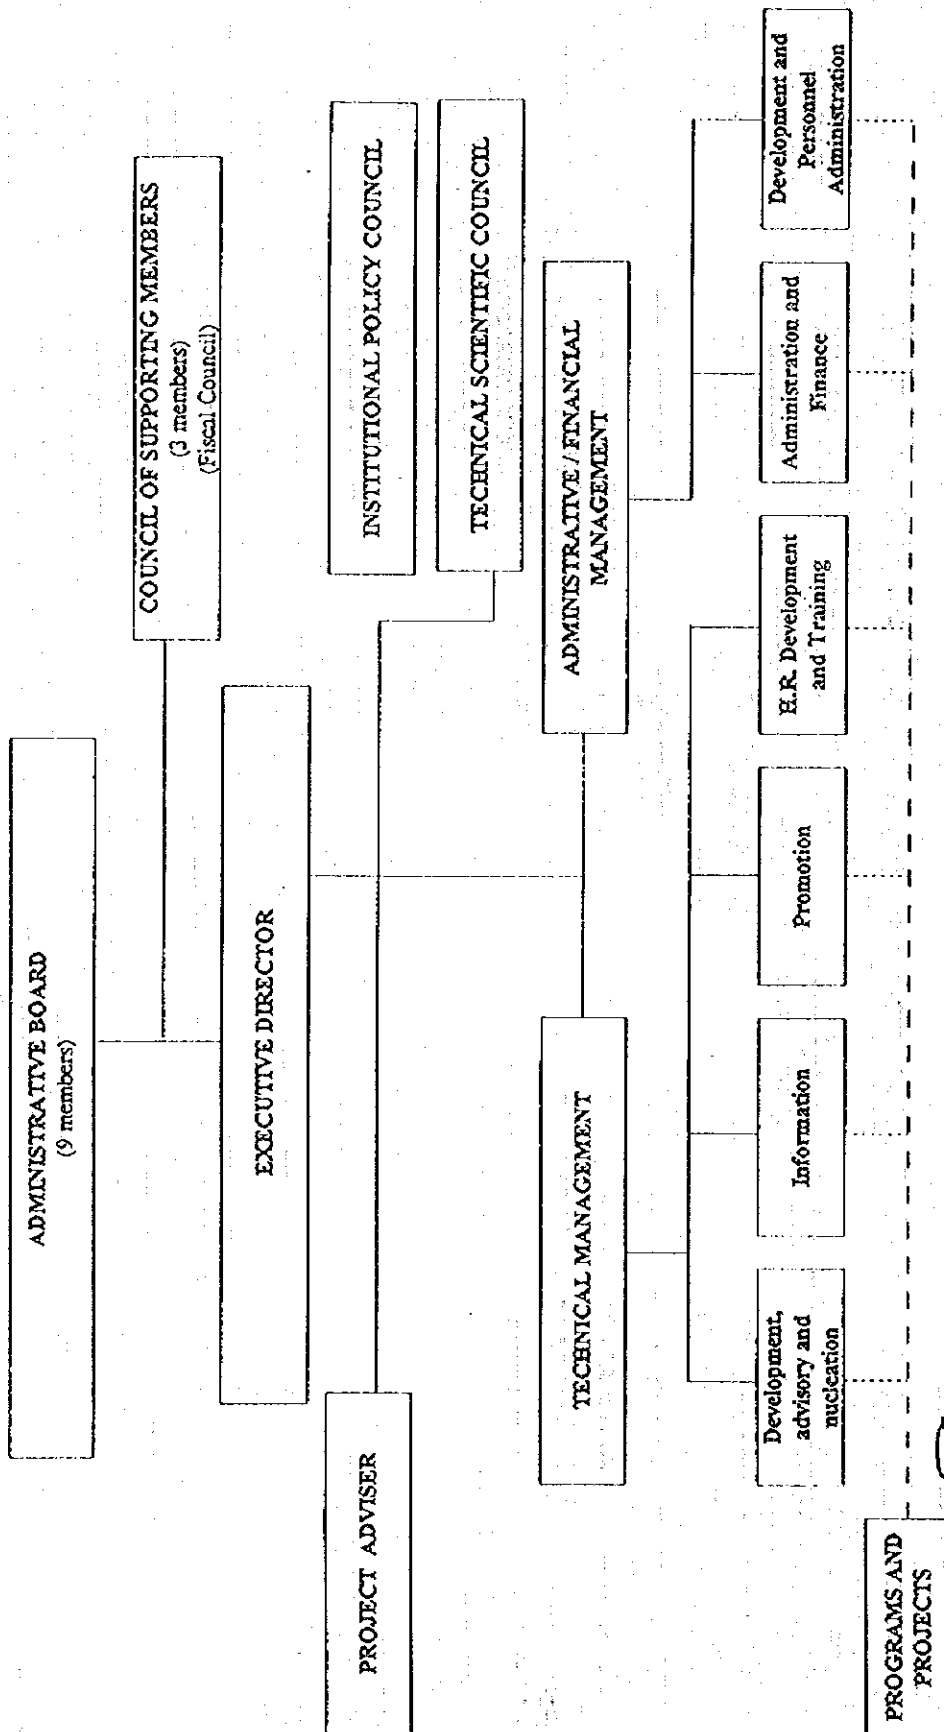 ADMINISTRATIVE BOARD
(9 members)
COUNCIL OF SUPPORTING MEMBERS
(3 members)
(Fiscal Council)
EXECUTIVE DIRECTOR
PROJECT ADVISER
INSTITUTIONAL POLICY COUNCIL
TECHNICAL SCIENTIFIC COUNCIL
TECHNICAL MANAGEMENT
ADMINISTRATIVE / FINANCIAL
MANAGEMENT
Development,
advisory and
nucleation
Information
Promotion
H.R. Development
and Training
Administration and
Finance
Development and
Personnel
Administration
PROGRAMS AND
PROJECTS